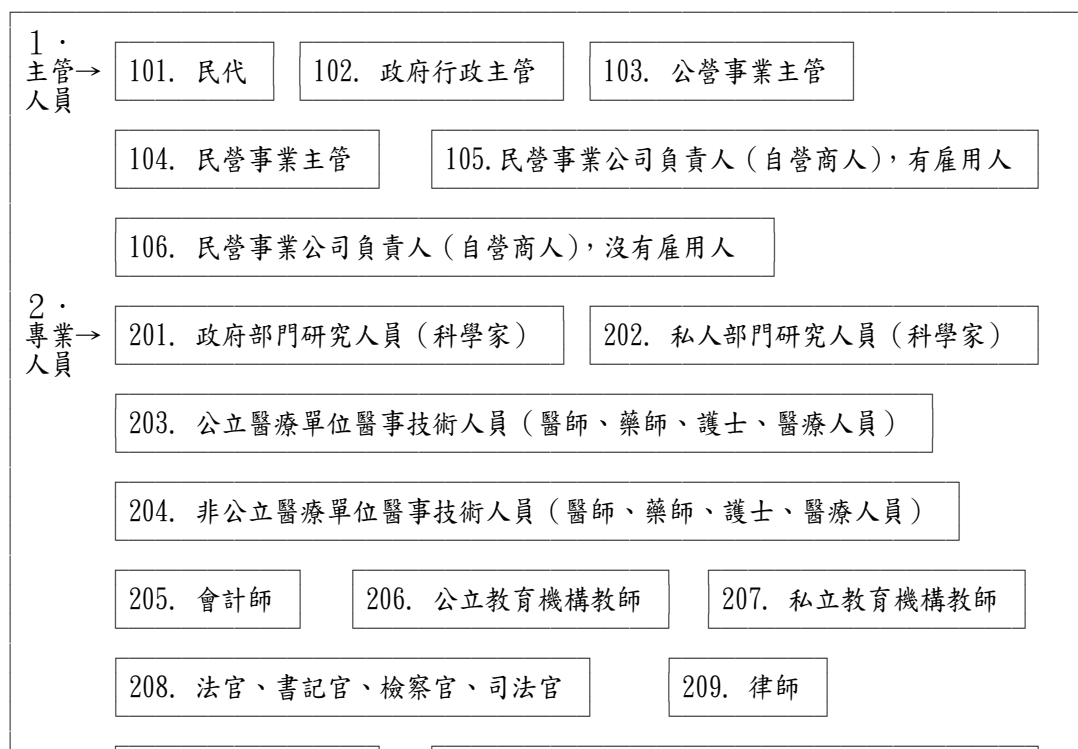 1.
主管→ 101. 民代 102. 政府行政主管 103. 公營事業主管
人員
104. 民營事業主管 105.民營事業公司負責人（自營商人），有雇用人
106. 民營事業公司負責人（自營商人），沒有雇用人
2.
專業→ 201. 政府部門研究人員（科學家） 202. 私人部門研究人員（科學家）
人員
203. 公立醫療單位醫事技術人員（醫師、藥師、護士、醫療人員）
204. 非公立醫療單位醫事技術人員（醫師、藥師、護士、醫療人員）
205. 會計師 206. 公立教育機構教師 207. 私立教育機構教師
208. 法官、書記官、檢察官、司法官 209. 律師